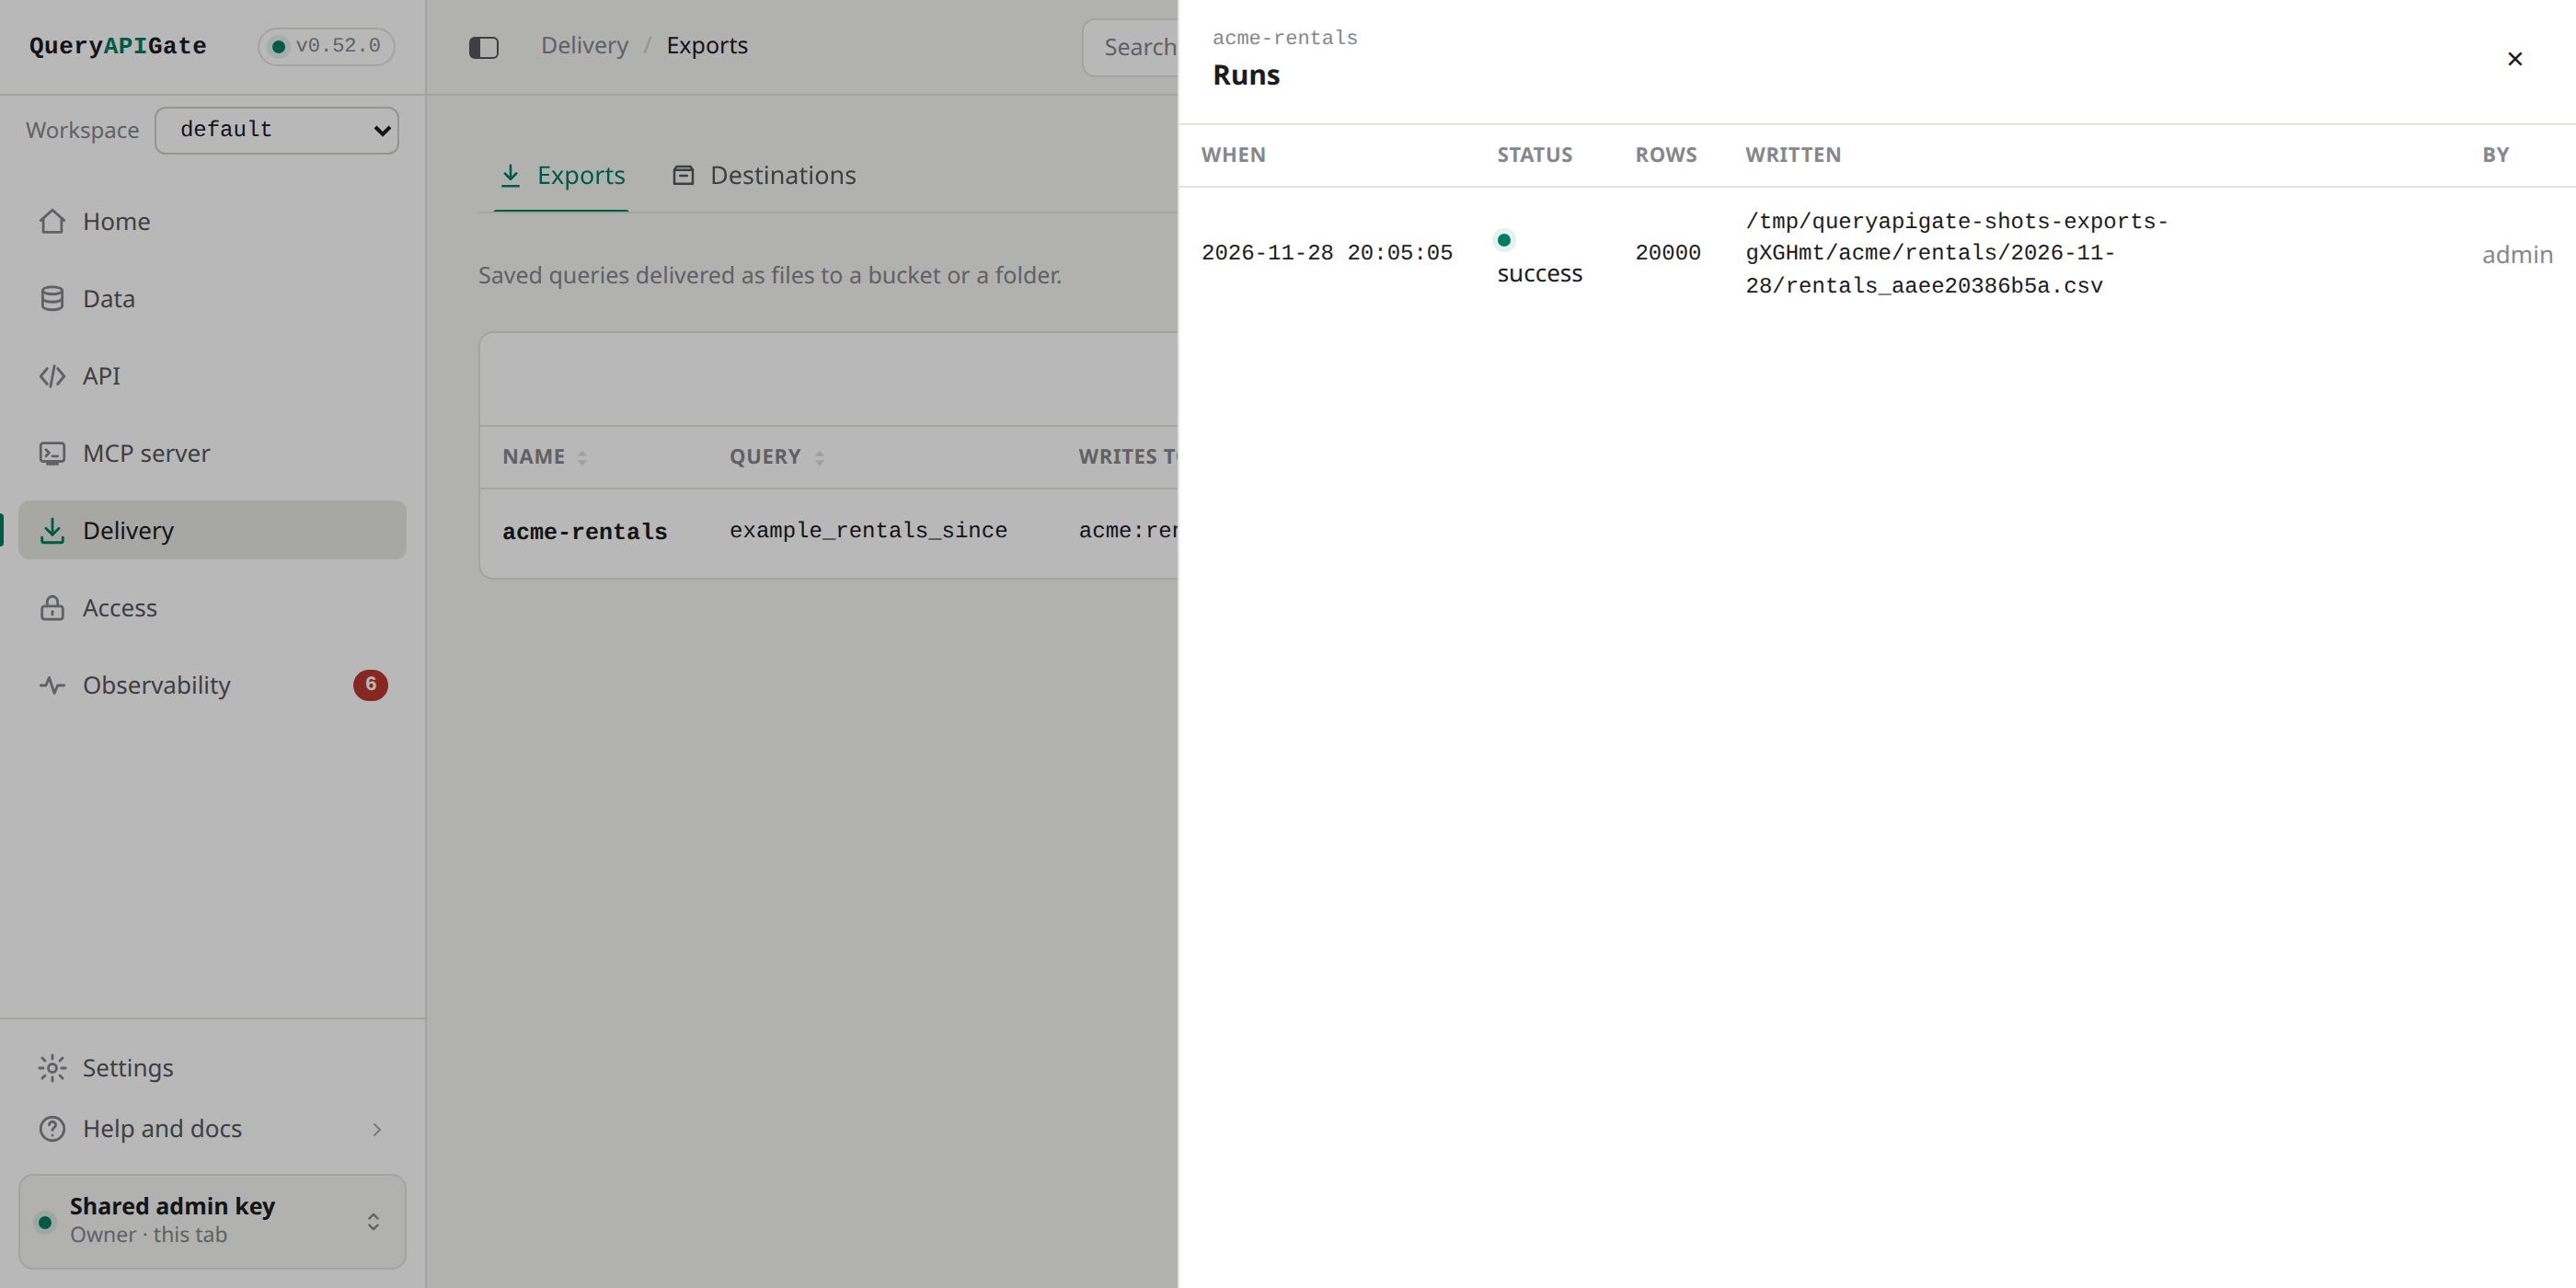 QueryAPIGate
v0.52.0
Workspace
default
Home
Data
API
MCP server
Delivery
Access
Observability
6
Settings
Help and docs
Shared admin key
Owner · this tab
Delivery / Exports
Search
Exports
Destinations
Saved queries delivered as files to a bucket or a folder.
NAME QUERY WRITES TO
acme-rentals example_rentals_since acme:ren
acme-rentals
Runs
×
WHEN STATUS ROWS WRITTEN BY
2026-11-28 20:05:05
success
20000
/tmp/queryapigate-shots-exports-
gXGHmt/acme/rentals/2026-11-
28/rentals_aaee20386b5a.csv
admin